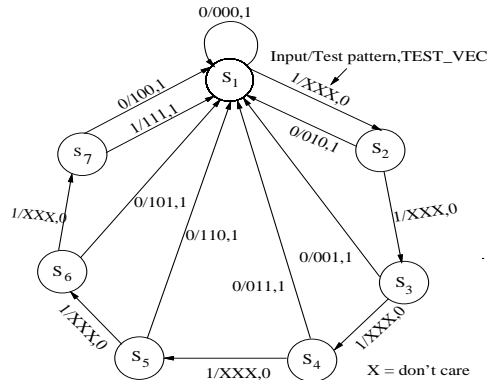 0/000,1
Input/Test pattern,TEST_VEC
S1
1/XXX,0
0/100,1
1/111,1
0/010,1
S7
S2
0/101,1
1/XXX,0
1/XXX,0
0/110,1
0/001,1
S6
0/011,1
S3
1/XXX,0
1/XXX,0
S5
S4
1/XXX,0
X = don't care